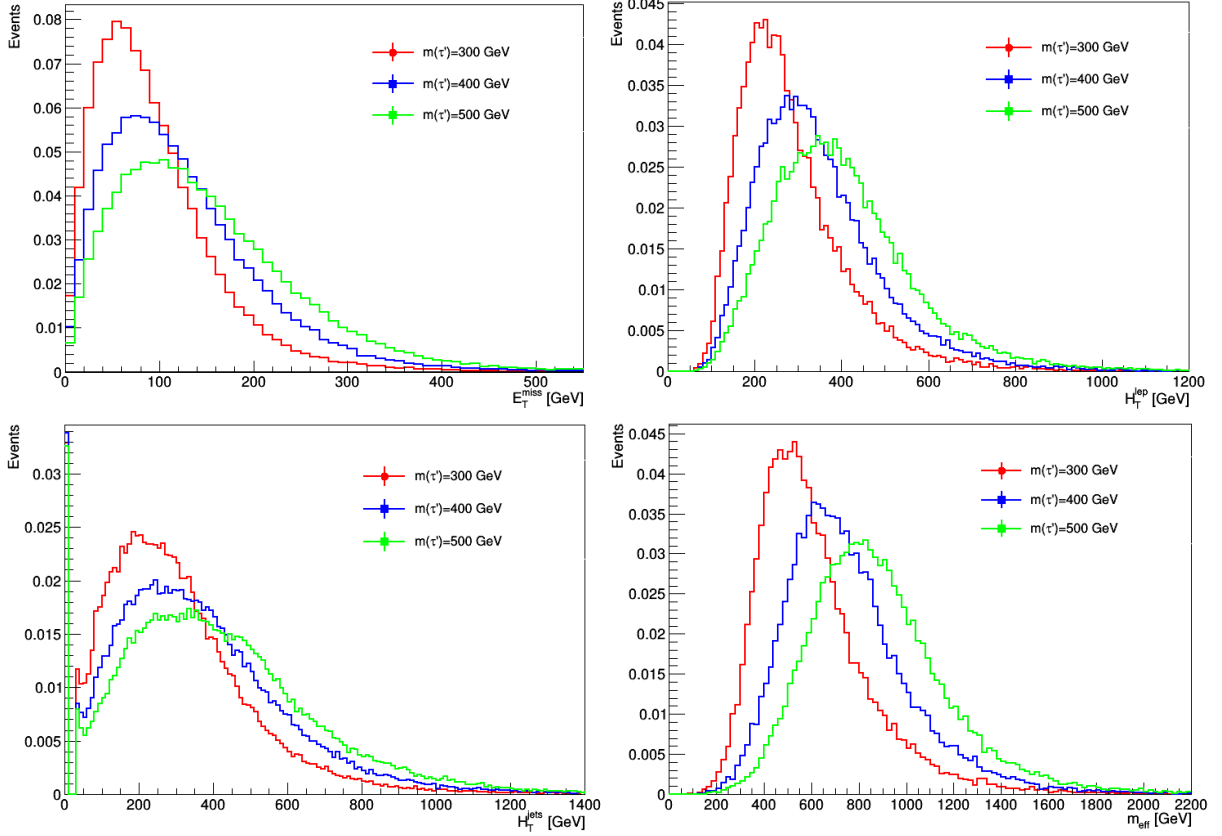 Events
0.08
0.07
0.06
0.05
0.04
0.03
0.02
0.01
0
m(τ')=300 GeV
m(τ')=400 GeV
m(τ')=500 GeV
0 100 200 300 400 500
E_T^miss [GeV]
Events
0.045
0.04
0.035
0.03
0.025
0.02
0.015
0.01
0.005
0
m(τ')=300 GeV
m(τ')=400 GeV
m(τ')=500 GeV
0 200 400 600 800 1000 1200
H_T^lep [GeV]
Events
0.03
0.025
0.02
0.015
0.01
0.005
0
m(τ')=300 GeV
m(τ')=400 GeV
m(τ')=500 GeV
0 200 400 600 800 1000 1200 1400
H_T^jets [GeV]
Events
0.045
0.04
0.035
0.03
0.025
0.02
0.015
0.01
0.005
0
m(τ')=300 GeV
m(τ')=400 GeV
m(τ')=500 GeV
0 200 400 600 800 1000 1200 1400 1600 1800 2000 2200
m_eff [GeV]